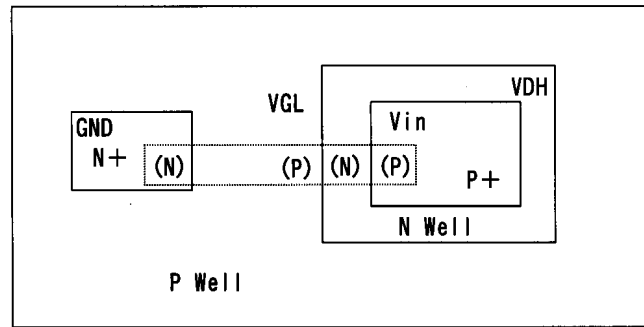 VDH
VGL
Vin
GND
N+
(N)
(P)
(N)
(P)
P+
N Well
P Well